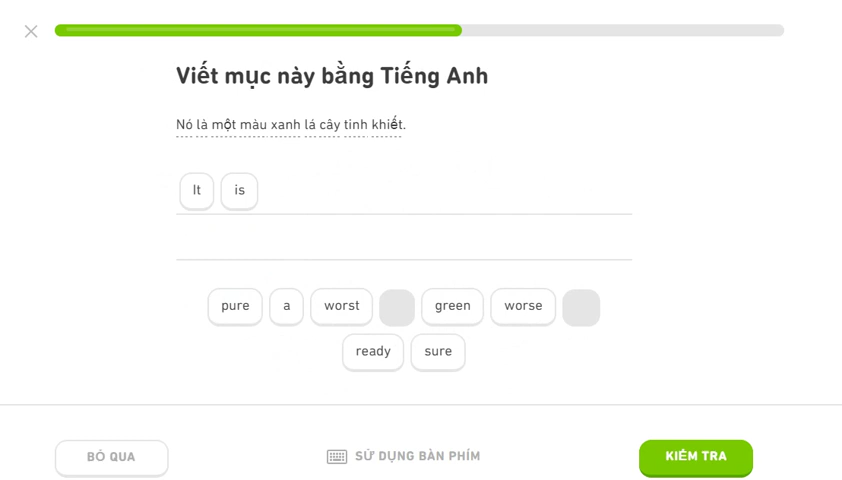 Viết mục này bằng Tiếng Anh
Nó là một màu xanh lá cây tinh khiết.
It is
pure a worst green worse
ready sure
BỎ QUA SỬ DỤNG BÀN PHÍM KIỂM TRA